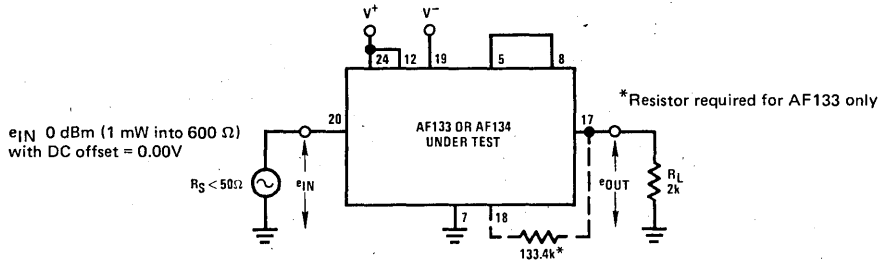 V+ V−
24 12 19 5 8
*Resistor required for AF133 only
eIN 0 dBm (1 mW into 600 Ω)
with DC offset = 0.00V
20
AF133 OR AF134
UNDER TEST
17
RS < 50Ω
eIN
eOUT
RL
2k
7 18
133.4k*